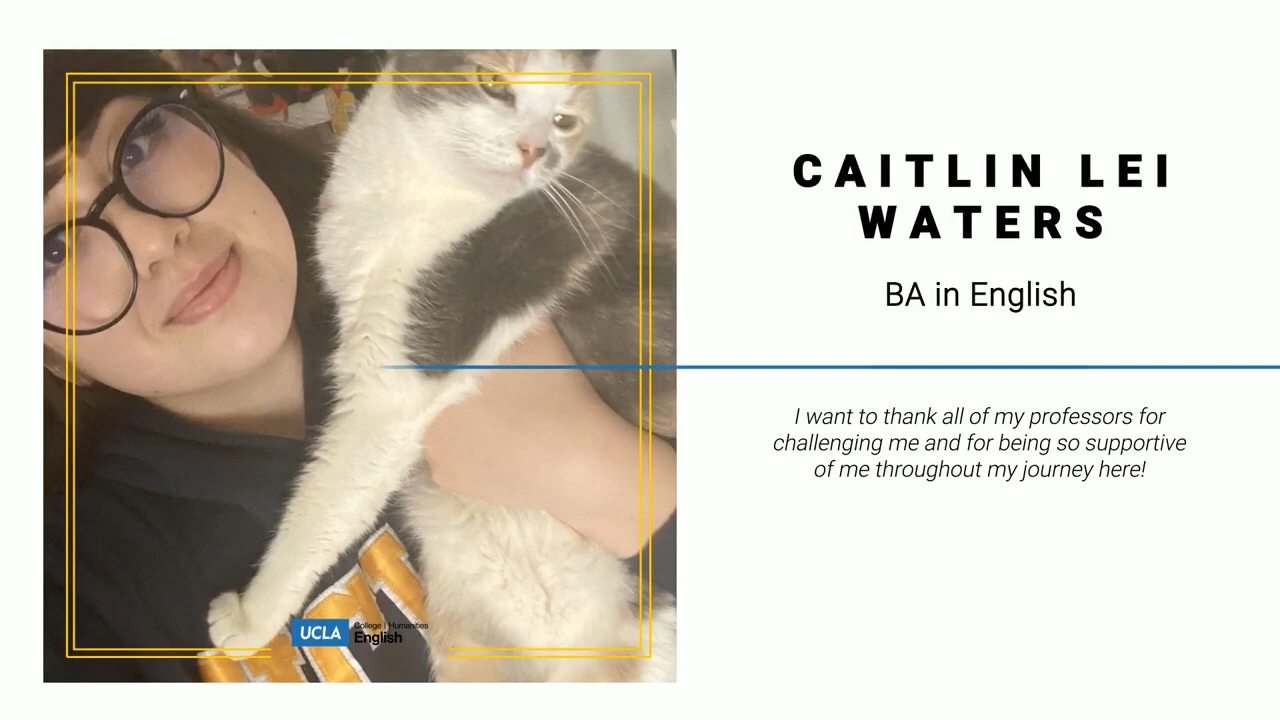 CAITLIN LEI
WATERS
BA in English
I want to thank all of my professors for
challenging me and for being so supportive
of me throughout my journey here!
UCLA
College | Humanities
English